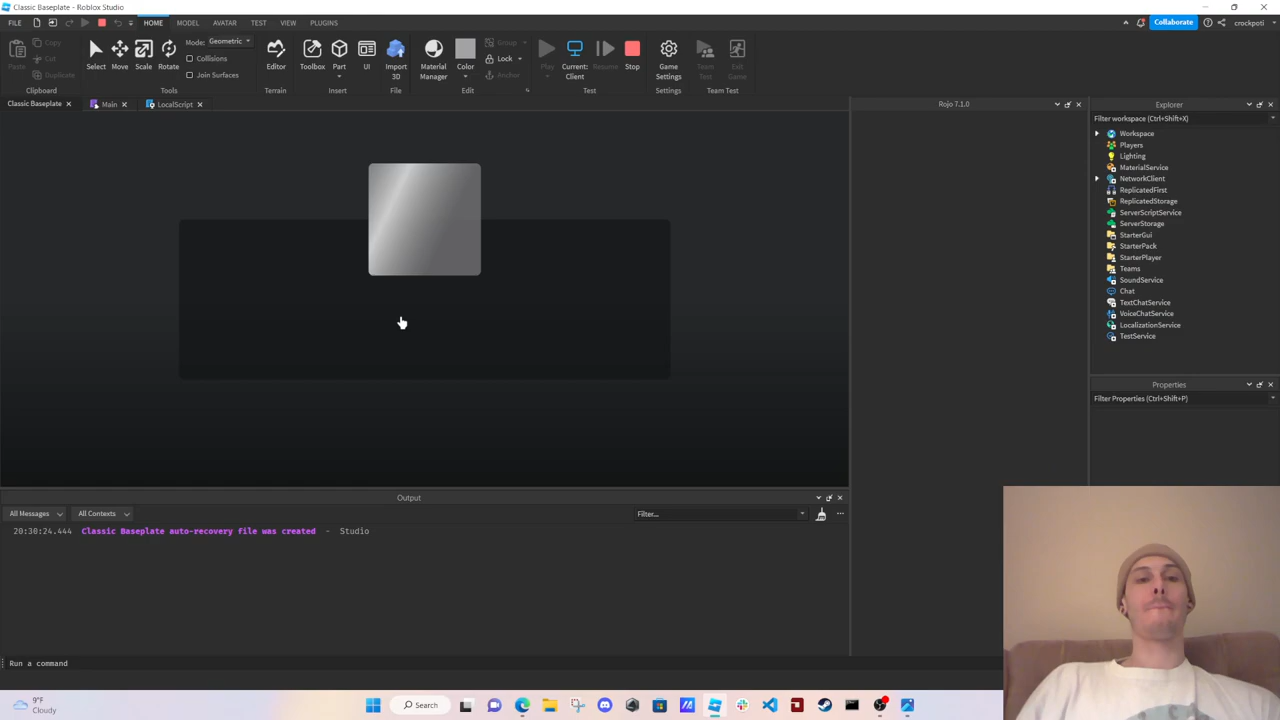 Classic Baseplate - Roblox Studio
FILE HOME MODEL AVATAR TEST VIEW PLUGINS Collaborate crockpoti
Paste Copy Cut Duplicate Clipboard
Select Move Scale Rotate Mode: Geometric Collisions Join Surfaces Tools
Editor Terrain
Toolbox Part UI Insert
Import 3D File
Material Manager Color Group Lock Anchor Edit
Play Current: Client Resume Stop Test
Game Settings Settings
Team Test Exit Game Team Test
Classic Baseplate Main LocalScript
Rojo 7.1.0
Explorer
Filter workspace (Ctrl+Shift+X)
Workspace
Players
Lighting
MaterialService
NetworkClient
ReplicatedFirst
ReplicatedStorage
ServerScriptService
ServerStorage
StarterGui
StarterPack
StarterPlayer
Teams
SoundService
Chat
TextChatService
VoiceChatService
LocalizationService
TestService
Properties
Filter Properties (Ctrl+Shift+P)
Output
All Messages All Contexts Filter...
20:30:24.444 Classic Baseplate auto-recovery file was created - Studio
Run a command
9°F
Cloudy
Search